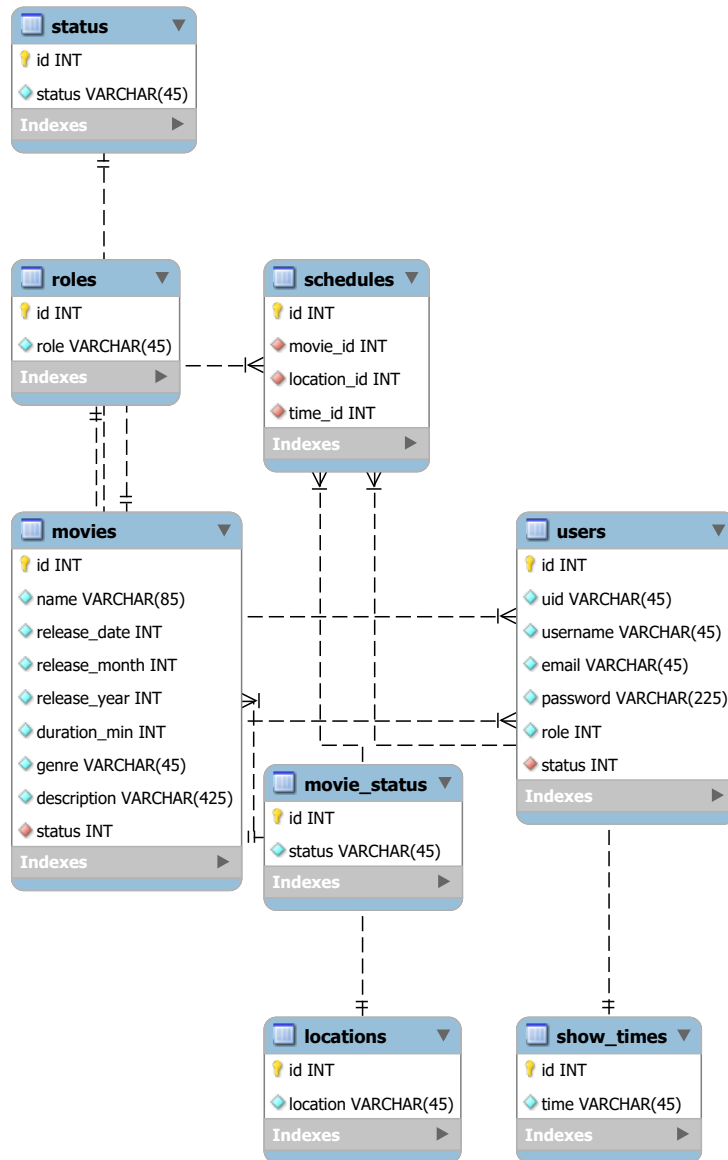 status
id INT
status VARCHAR(45)
Indexes
roles
id INT
role VARCHAR(45)
Indexes
schedules
id INT
movie_id INT
location_id INT
time_id INT
Indexes
movies
id INT
name VARCHAR(85)
release_date INT
release_month INT
release_year INT
duration_min INT
genre VARCHAR(45)
description VARCHAR(425)
status INT
Indexes
users
id INT
uid VARCHAR(45)
username VARCHAR(45)
email VARCHAR(45)
password VARCHAR(225)
role INT
status INT
Indexes
movie_status
id INT
status VARCHAR(45)
Indexes
locations
id INT
location VARCHAR(45)
Indexes
show_times
id INT
time VARCHAR(45)
Indexes